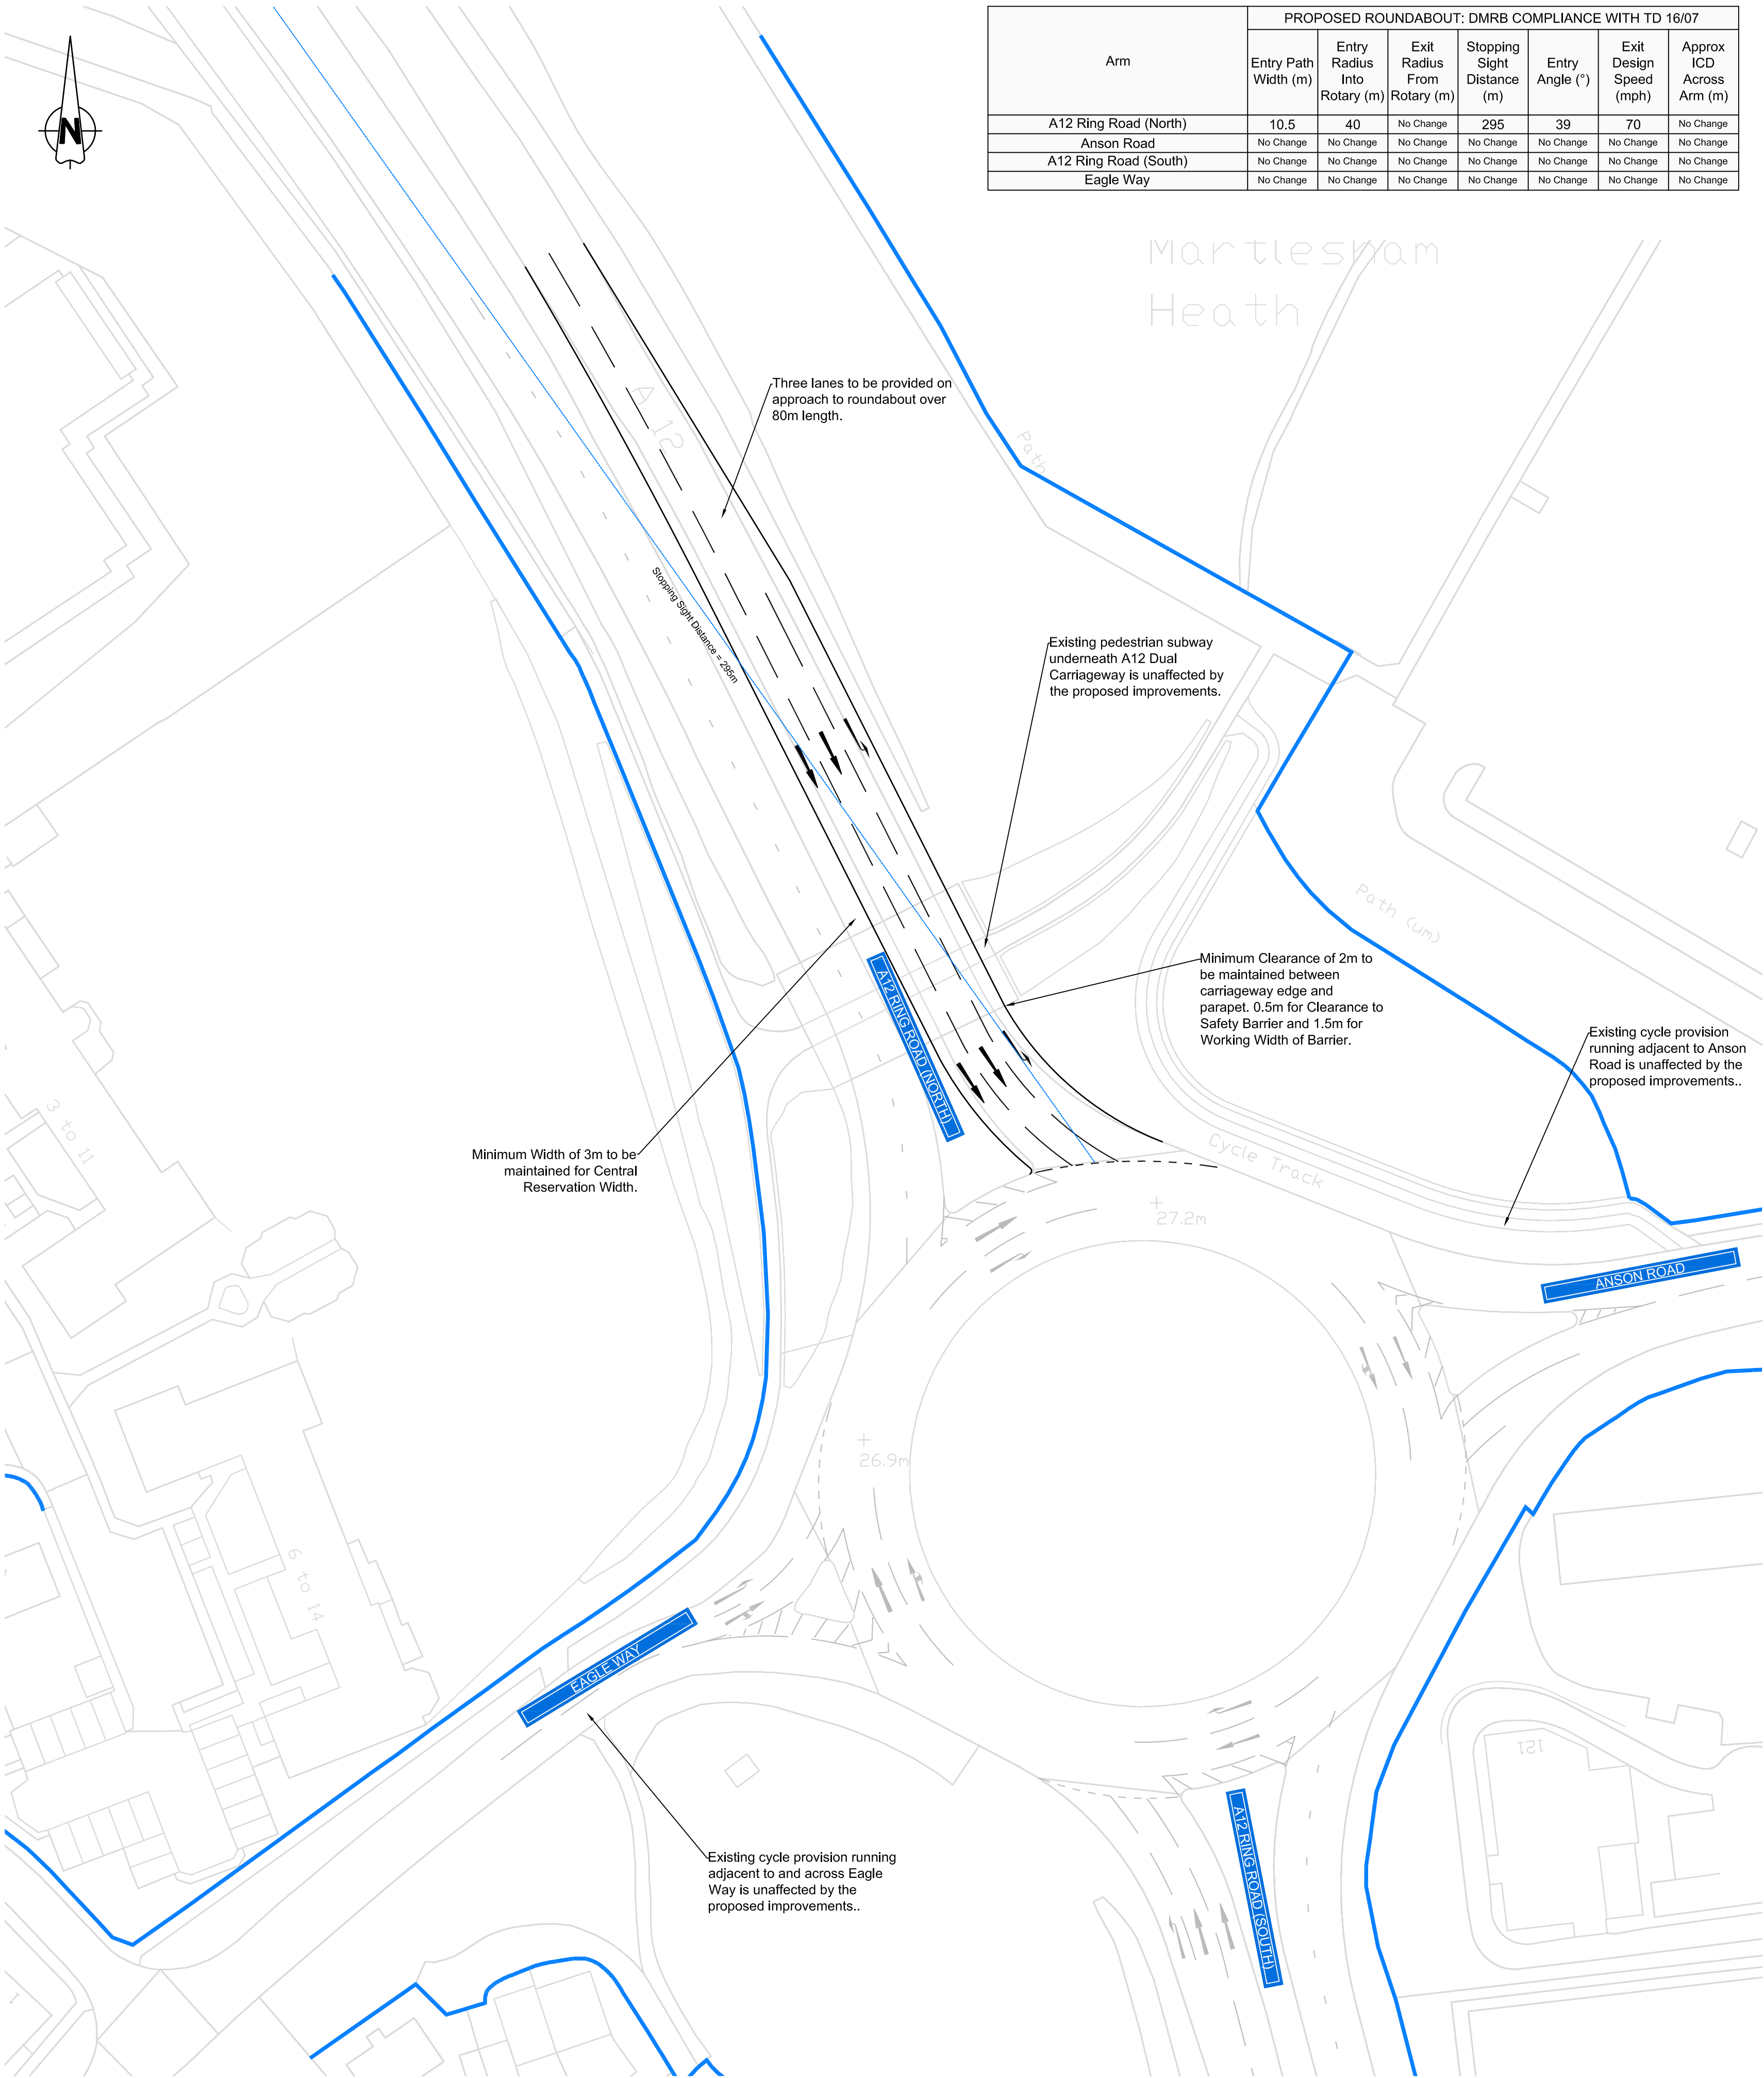 PROPOSED ROUNDABOUT: DMRB COMPLIANCE WITH TD 16/07
Arm
Entry Path
Width (m)
Entry
Radius
Into
Rotary (m)
Exit
Radius
From
Rotary (m)
Stopping
Sight
Distance
(m)
Entry
Angle (°)
Exit
Design
Speed
(mph)
Approx
ICD
Across
Arm (m)
A12 Ring Road (North) 10.5 40 No Change 295 39 70 No Change
Anson Road No Change No Change No Change No Change No Change No Change No Change
A12 Ring Road (South) No Change No Change No Change No Change No Change No Change No Change
Eagle Way No Change No Change No Change No Change No Change No Change No Change
N
Martlesham
Heath
Three lanes to be provided on
approach to roundabout over
80m length.
A 12
Path
Stopping Sight Distance = 295m
Existing pedestrian subway
underneath A12 Dual
Carriageway is unaffected by
the proposed improvements.
Path (um)
Minimum Clearance of 2m to
be maintained between
carriageway edge and
parapet. 0.5m for Clearance to
Safety Barrier and 1.5m for
Working Width of Barrier.
A12 RING ROAD (NORTH)
Existing cycle provision
running adjacent to Anson
Road is unaffected by the
proposed improvements..
3 to 11
Minimum Width of 3m to be
maintained for Central
Reservation Width.
Cycle Track
27.2m
ANSON ROAD
26.9m
6 to 14
EAGLE WAY
121
A12 RING ROAD (SOUTH)
Existing cycle provision running
adjacent to and across Eagle
Way is unaffected by the
proposed improvements..
1